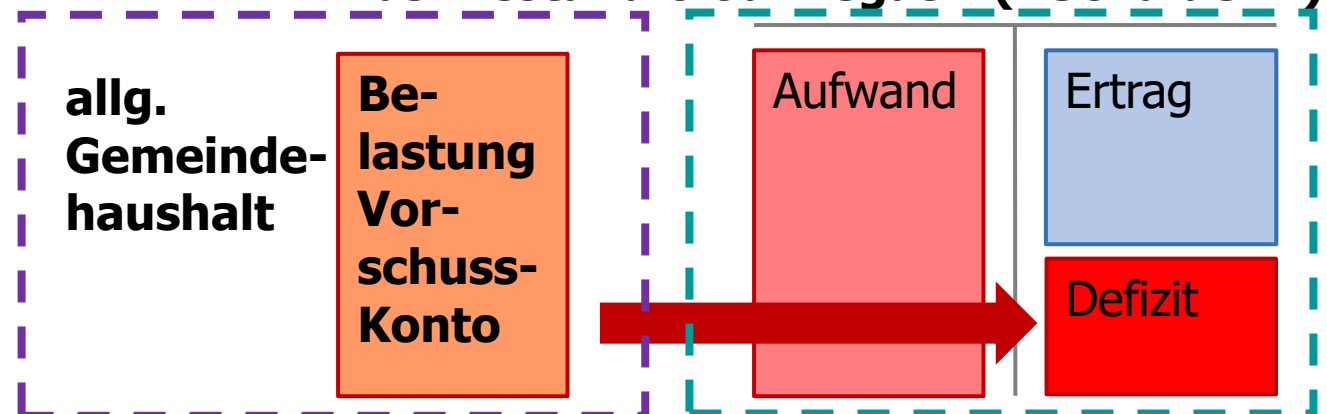 allg.
Gemeinde-
haushalt
Be-
lastung
Vor-
schuss-
Konto
Aufwand
Ertrag
Defizit